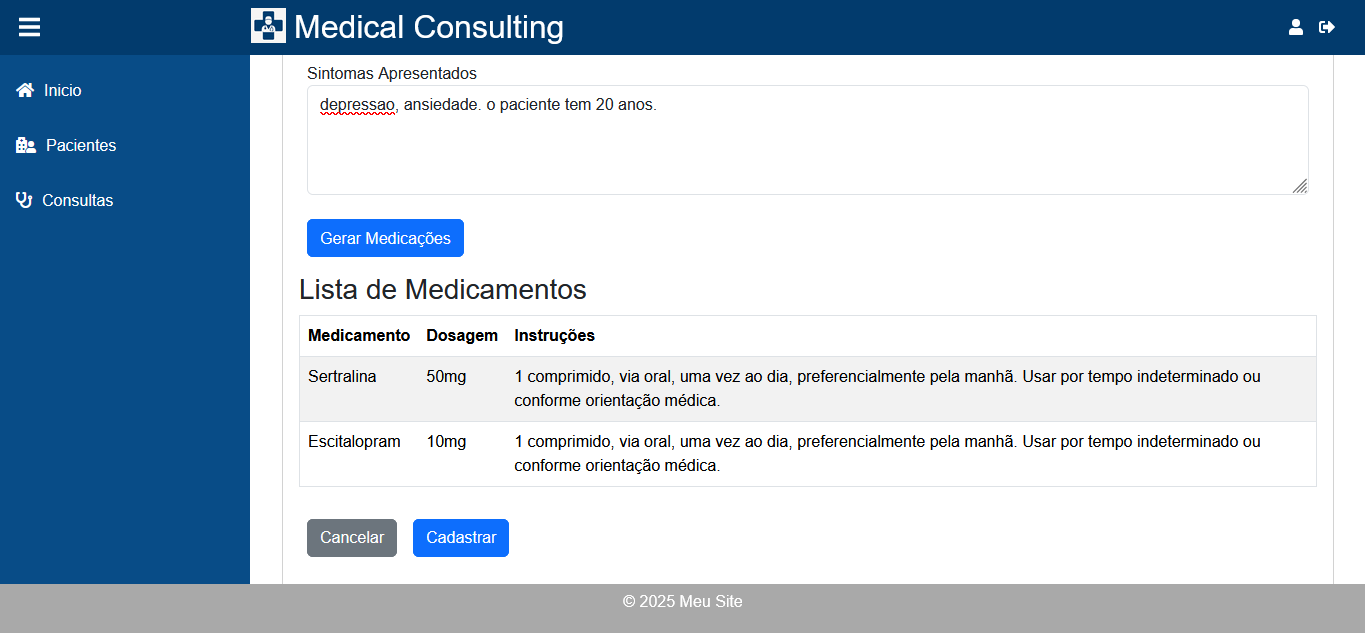 Medical Consulting
Inicio
Pacientes
Consultas
Sintomas Apresentados
depressao, ansiedade. o paciente tem 20 anos.
Gerar Medicações
Lista de Medicamentos
Medicamento Dosagem Instruções
Sertralina 50mg 1 comprimido, via oral, uma vez ao dia, preferencialmente pela manhã. Usar por tempo indeterminado ou
conforme orientação médica.
Escitalopram 10mg 1 comprimido, via oral, uma vez ao dia, preferencialmente pela manhã. Usar por tempo indeterminado ou
conforme orientação médica.
Cancelar Cadastrar
© 2025 Meu Site